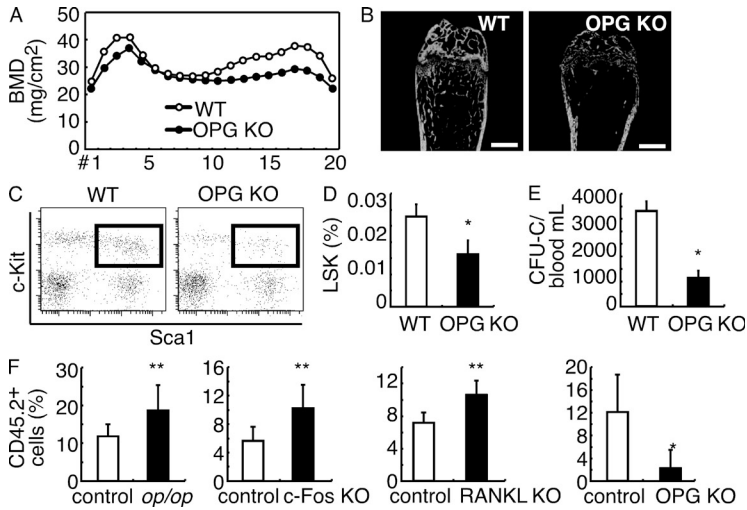 A
BMD
(mg/cm2)
50
40
30
20
10
0
WT
OPG KO
#1 5 10 15 20
B
WT OPG KO
C
WT OPG KO
c-Kit
Sca1
D
LSK (%)
0.03
0.02
0.01
0
*
WT OPG KO
E
CFU-C/
blood mL
4000
3000
2000
1000
0
*
WT OPG KO
F
CD45.2+
cells (%)
30
20
10
0
**
control op/op
16
12
8
4
0
**
control c-Fos KO
12
8
4
0
**
control RANKL KO
20
16
12
8
4
0
*
control OPG KO